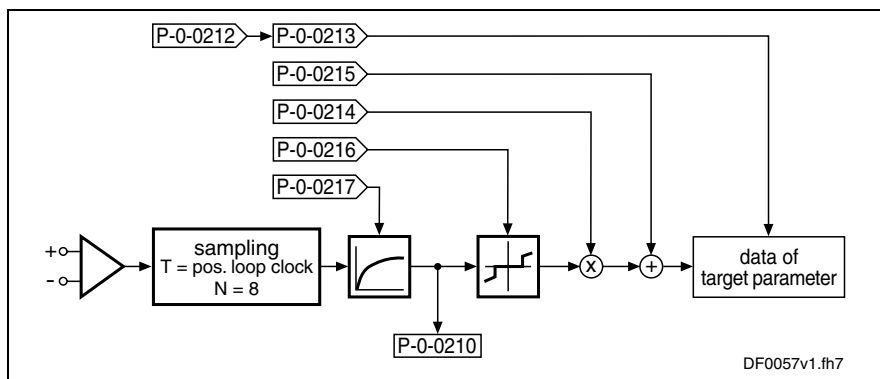 P-0-0212 P-0-0213
P-0-0215
P-0-0214
P-0-0216
P-0-0217
+
-
sampling
T = pos. loop clock
N = 8
x
+
data of
target parameter
P-0-0210
DF0057v1.fh7